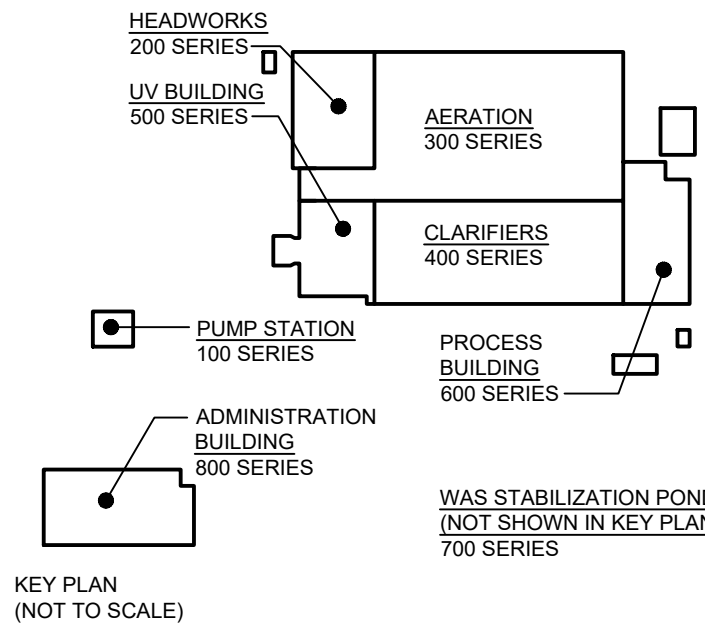 HEADWORKS
200 SERIES
UV BUILDING
500 SERIES
AERATION
300 SERIES
CLARIFIERS
400 SERIES
PUMP STATION
100 SERIES
PROCESS
BUILDING
600 SERIES
ADMINISTRATION
BUILDING
800 SERIES
WAS STABILIZATION POND
(NOT SHOWN IN KEY PLAN
700 SERIES
KEY PLAN
(NOT TO SCALE)